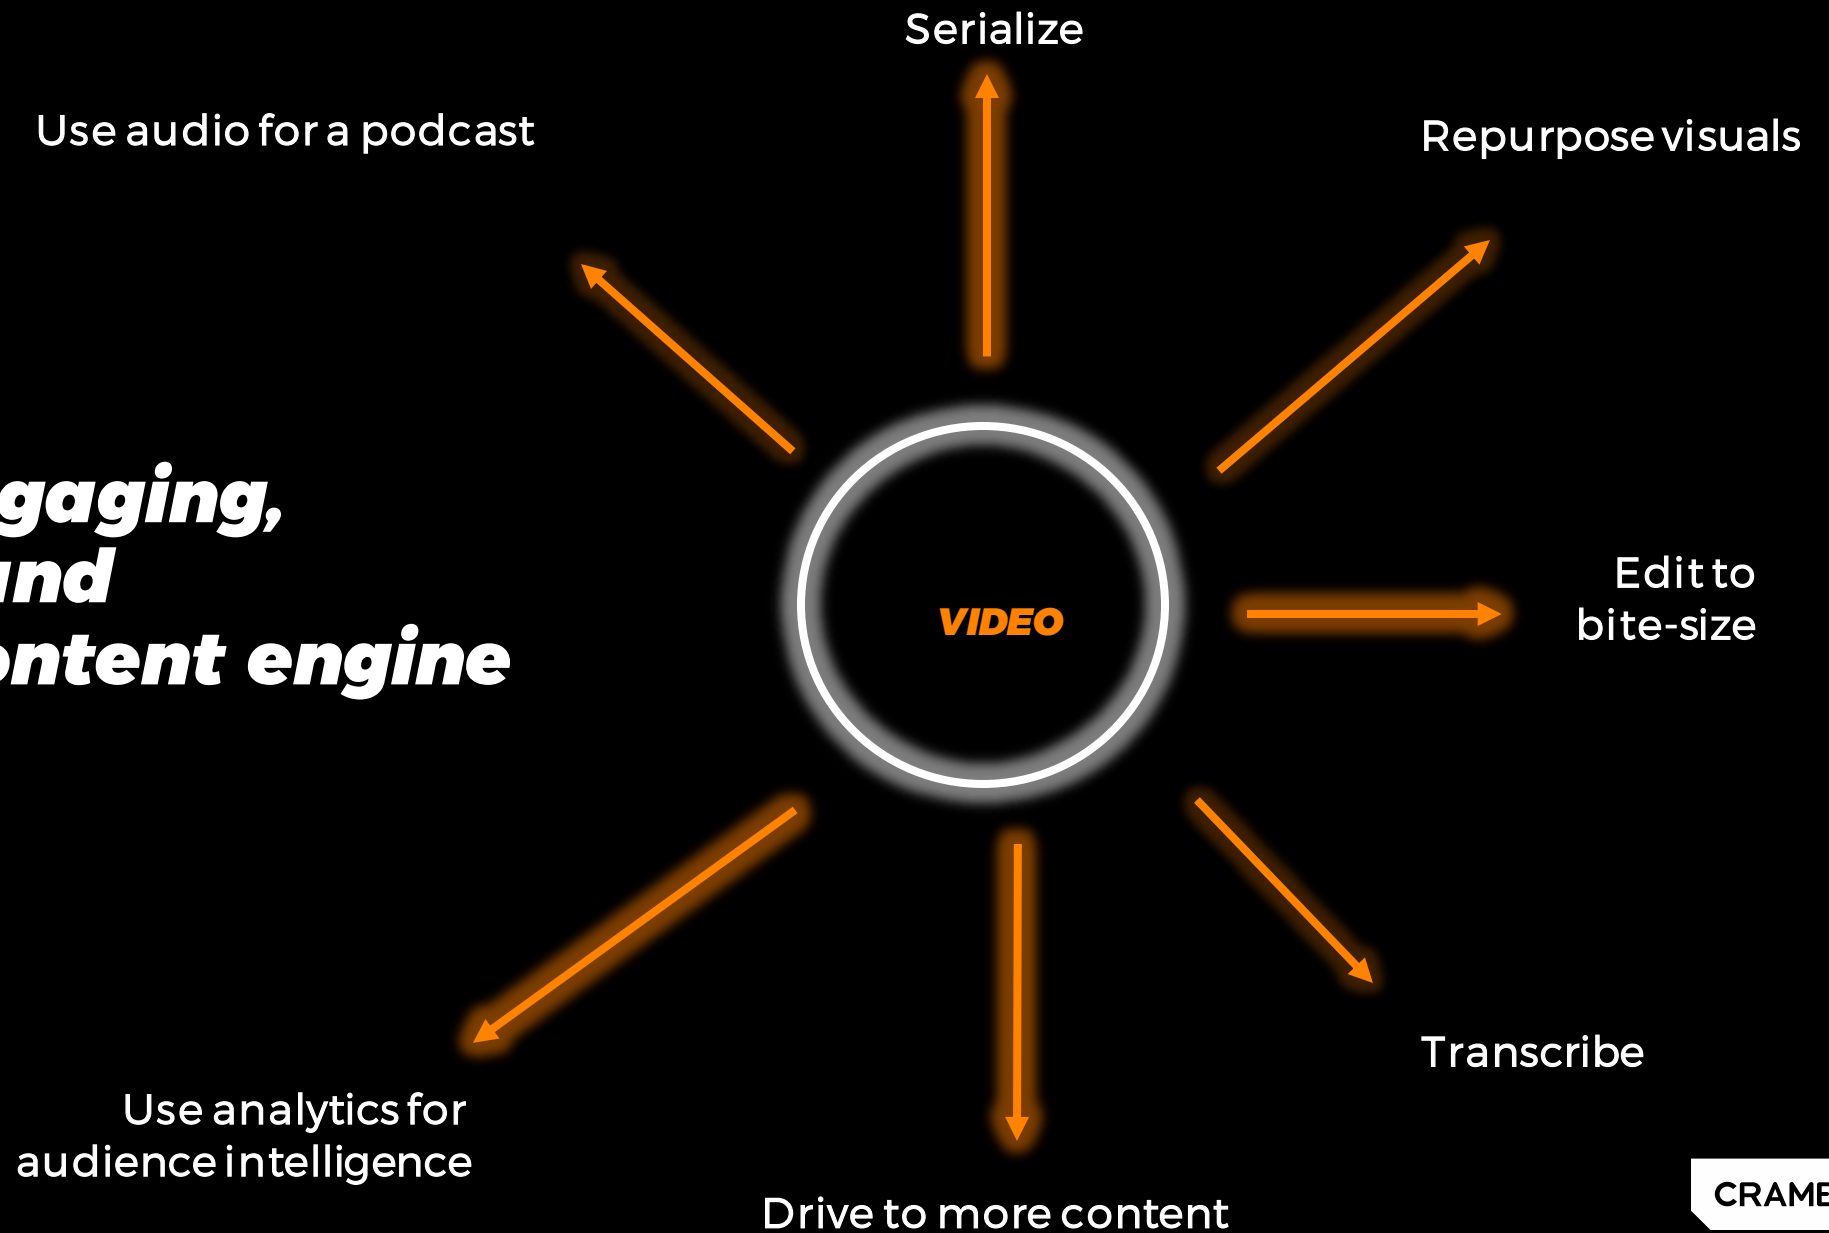 Serialize
Use audio for a podcast
Repurpose visuals
gaging,
and
ontent engine
VIDEO
Edit to
bite-size
Transcribe
Use analytics for
audience intelligence
Drive to more content
CRAME